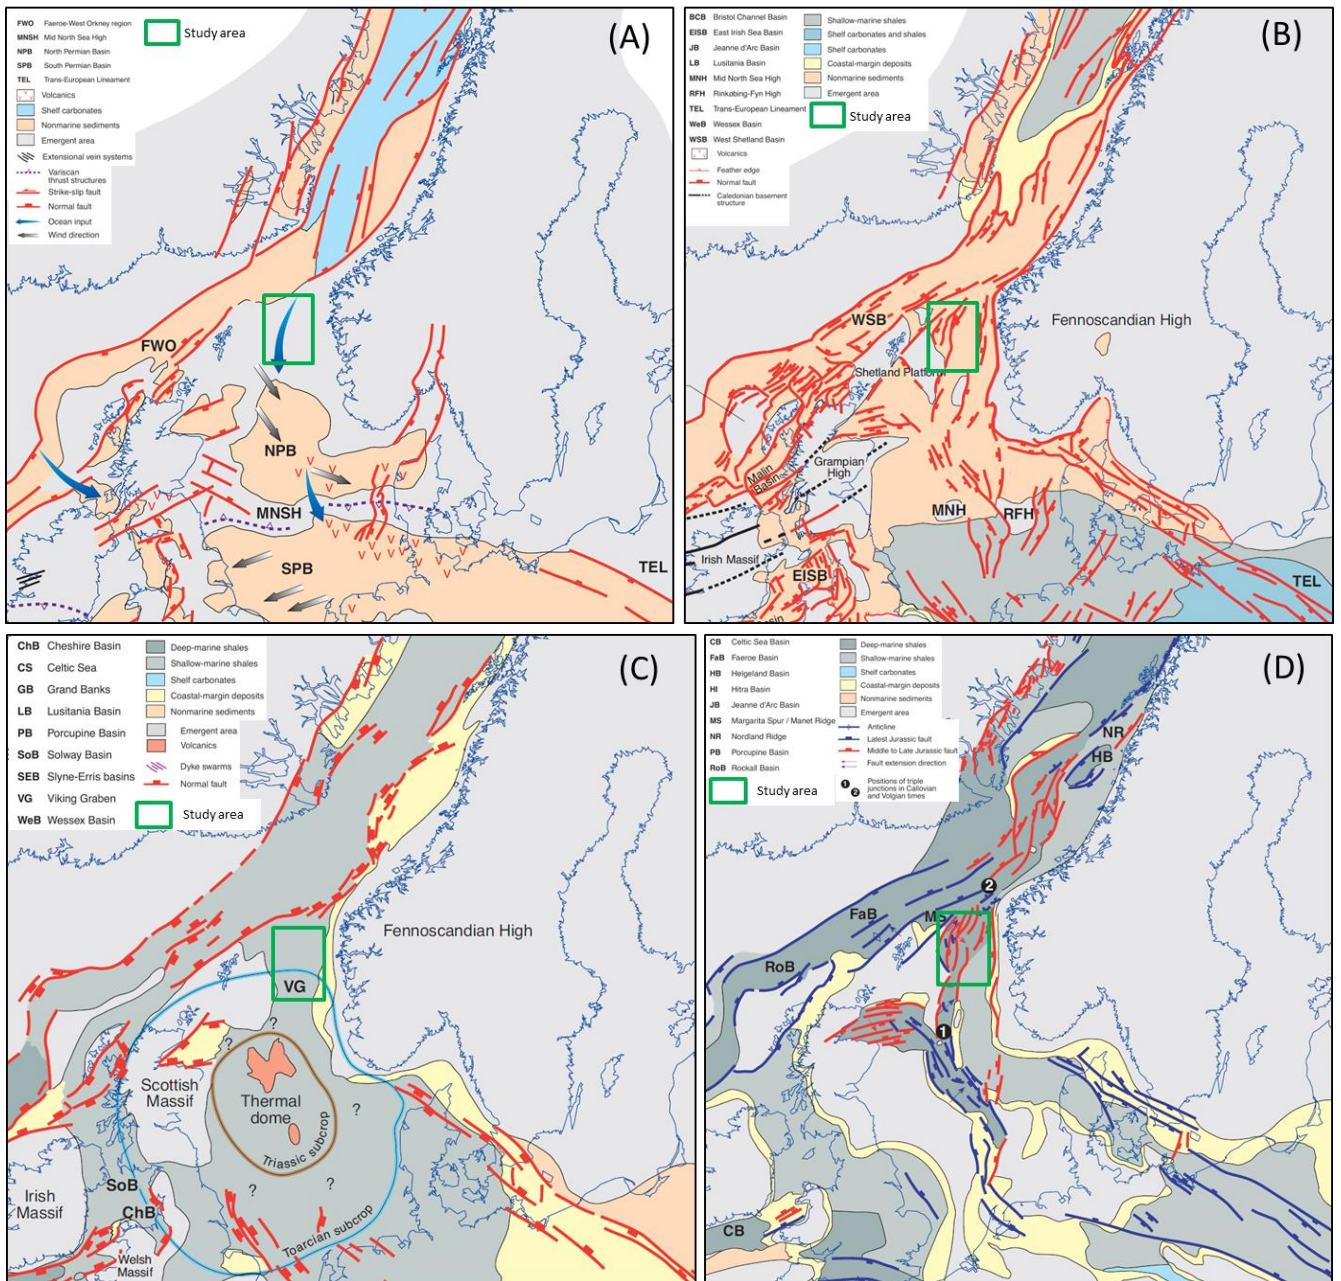 FWO Faeroe-West Orkney region
MNSH Mid North Sea High
NPB North Permian Basin
SPB South Permian Basin
TEL Trans-European Lineament
Volcanics
Shelf carbonates
Nonmarine sediments
Emergent area
Extensional vein systems
Variscan
thrust structures
Strike-slip fault
Normal fault
Ocean input
Wind direction
Study area
(A)
FWO
NPB
MNSH
SPB
TEL
BCB Bristol Channel Basin
EISB East Irish Sea Basin
JB Jeanne d'Arc Basin
LB Lusitania Basin
MNH Mid North Sea High
RFH Rinkøbing-Fyn High
TEL Trans-European Lineament
WeB Wessex Basin
WSB West Shetland Basin
Volcanics
Feather edge
Normal fault
Caledonian basement
structure
Shallow-marine shales
Shelf carbonates and shales
Shelf carbonates
Coastal-margin deposits
Nonmarine sediments
Emergent area
Study area
(B)
WSB
Fennoscandian High
Shetland Platform
Grampian
High
Malin
Basin
MNH
RFH
Irish Massif
EISB
TEL
ChB Cheshire Basin
CS Celtic Sea
GB Grand Banks
LB Lusitania Basin
PB Porcupine Basin
SoB Solway Basin
SEB Slyne-Erris basins
VG Viking Graben
WeB Wessex Basin
Deep-marine shales
Shallow-marine shales
Shelf carbonates
Coastal-margin deposits
Nonmarine sediments
Emergent area
Volcanics
Dyke swarms
Normal fault
Study area
(C)
Fennoscandian High
VG
?
?
Scottish
Massif
Thermal
dome
?
Triassic subcrop
?
?
SoB
Irish
Massif
ChB
Toarcian subcrop
Welsh
Massif
CB Celtic Sea Basin
FaB Faeroe Basin
HB Helgeland Basin
HI Hitra Basin
JB Jeanne d'Arc Basin
MS Margarita Spur / Manet Ridge
NR Nordland Ridge
PB Porcupine Basin
RoB Rockall Basin
Study area
Deep-marine shales
Shallow-marine shales
Shelf carbonates
Coastal-margin deposits
Nonmarine sediments
Emergent area
Anticline
Latest Jurassic fault
Middle to Late Jurassic fault
Fault extension direction
1 2 Positions of triple
junctions in Callovian
and Volgian times
(D)
NR
HB
2
FaB
MS
RoB
1
CB